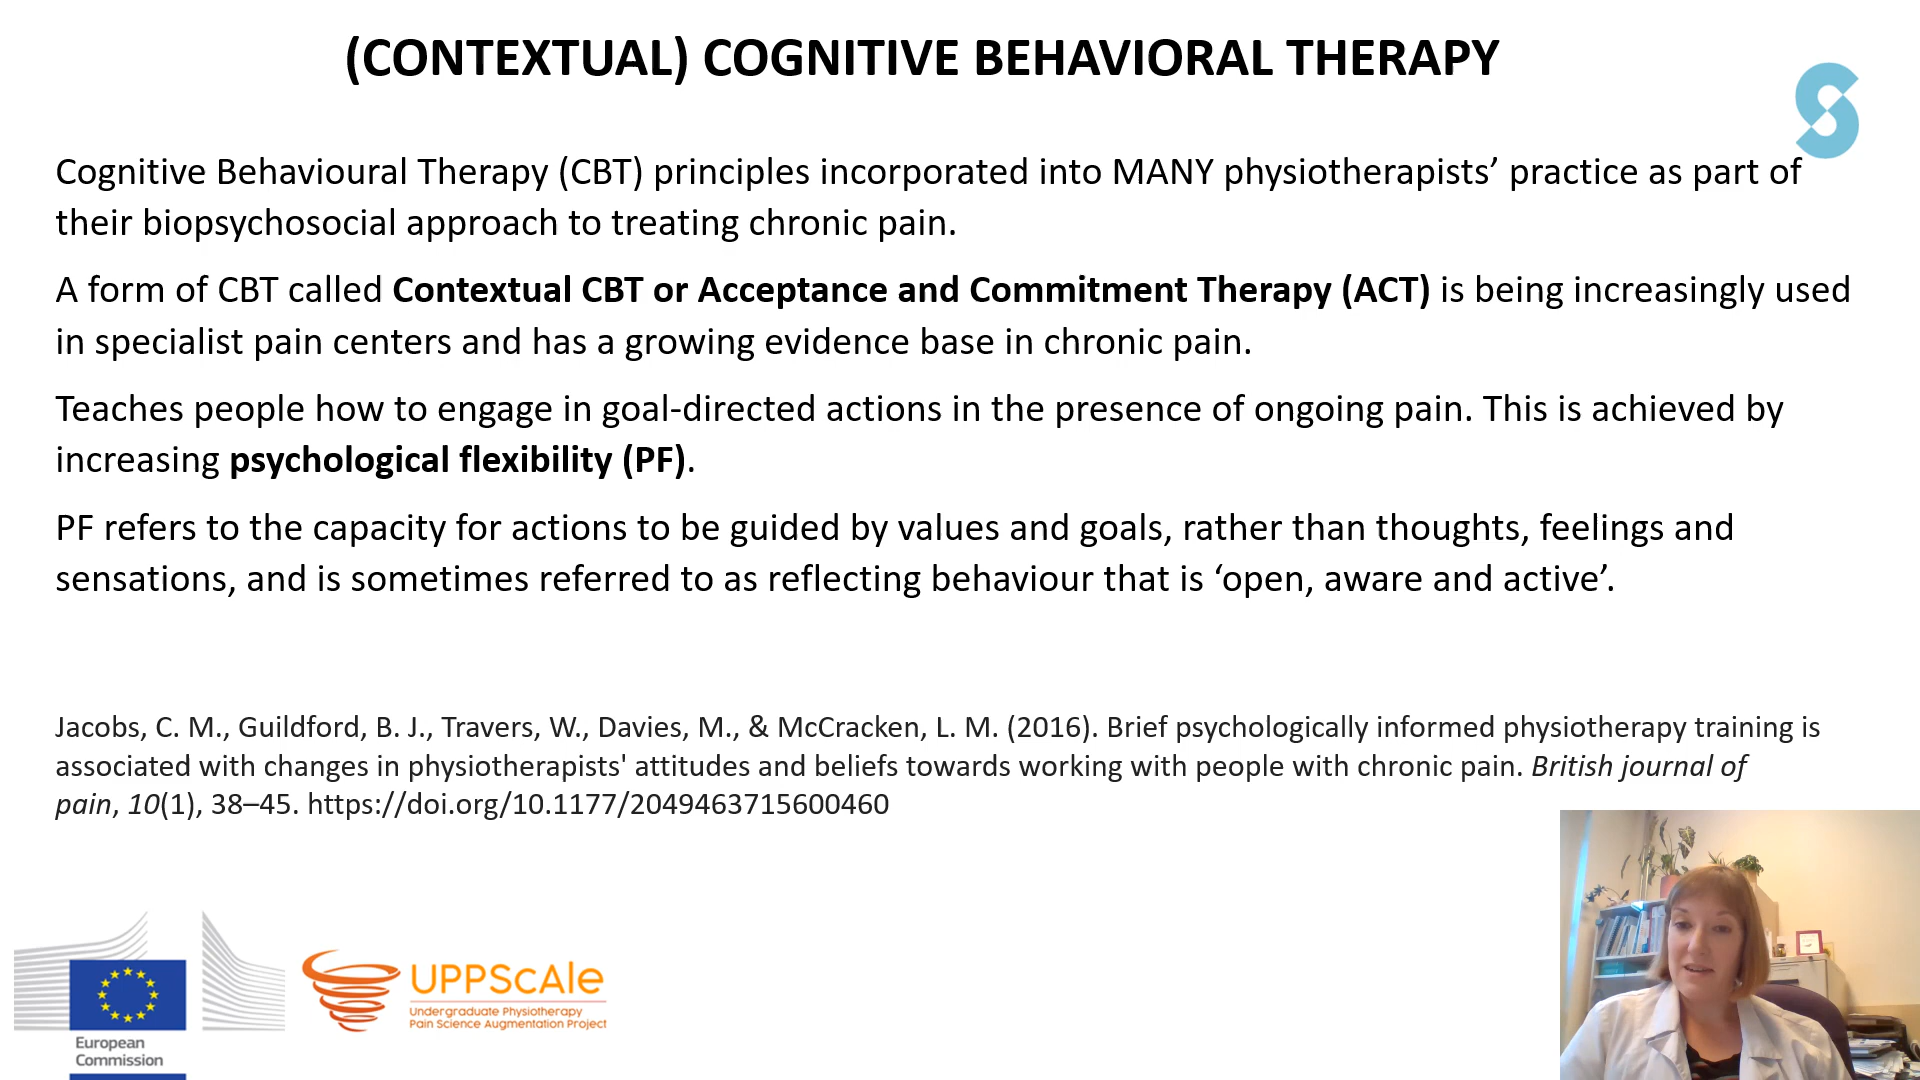 (CONTEXTUAL) COGNITIVE BEHAVIORAL THERAPY
Cognitive Behavioural Therapy (CBT) principles incorporated into MANY physiotherapists’ practice as part of
their biopsychosocial approach to treating chronic pain.
A form of CBT called Contextual CBT or Acceptance and Commitment Therapy (ACT) is being increasingly used
in specialist pain centers and has a growing evidence base in chronic pain.
Teaches people how to engage in goal-directed actions in the presence of ongoing pain. This is achieved by
increasing psychological flexibility (PF).
PF refers to the capacity for actions to be guided by values and goals, rather than thoughts, feelings and
sensations, and is sometimes referred to as reflecting behaviour that is ‘open, aware and active’.
Jacobs, C. M., Guildford, B. J., Travers, W., Davies, M., & McCracken, L. M. (2016). Brief psychologically informed physiotherapy training is
associated with changes in physiotherapists' attitudes and beliefs towards working with people with chronic pain. British journal of
pain, 10(1), 38–45. https://doi.org/10.1177/2049463715600460
UPPScale
Undergraduate Physiotherapy
Pain Science Augmentation Project
European
Commission